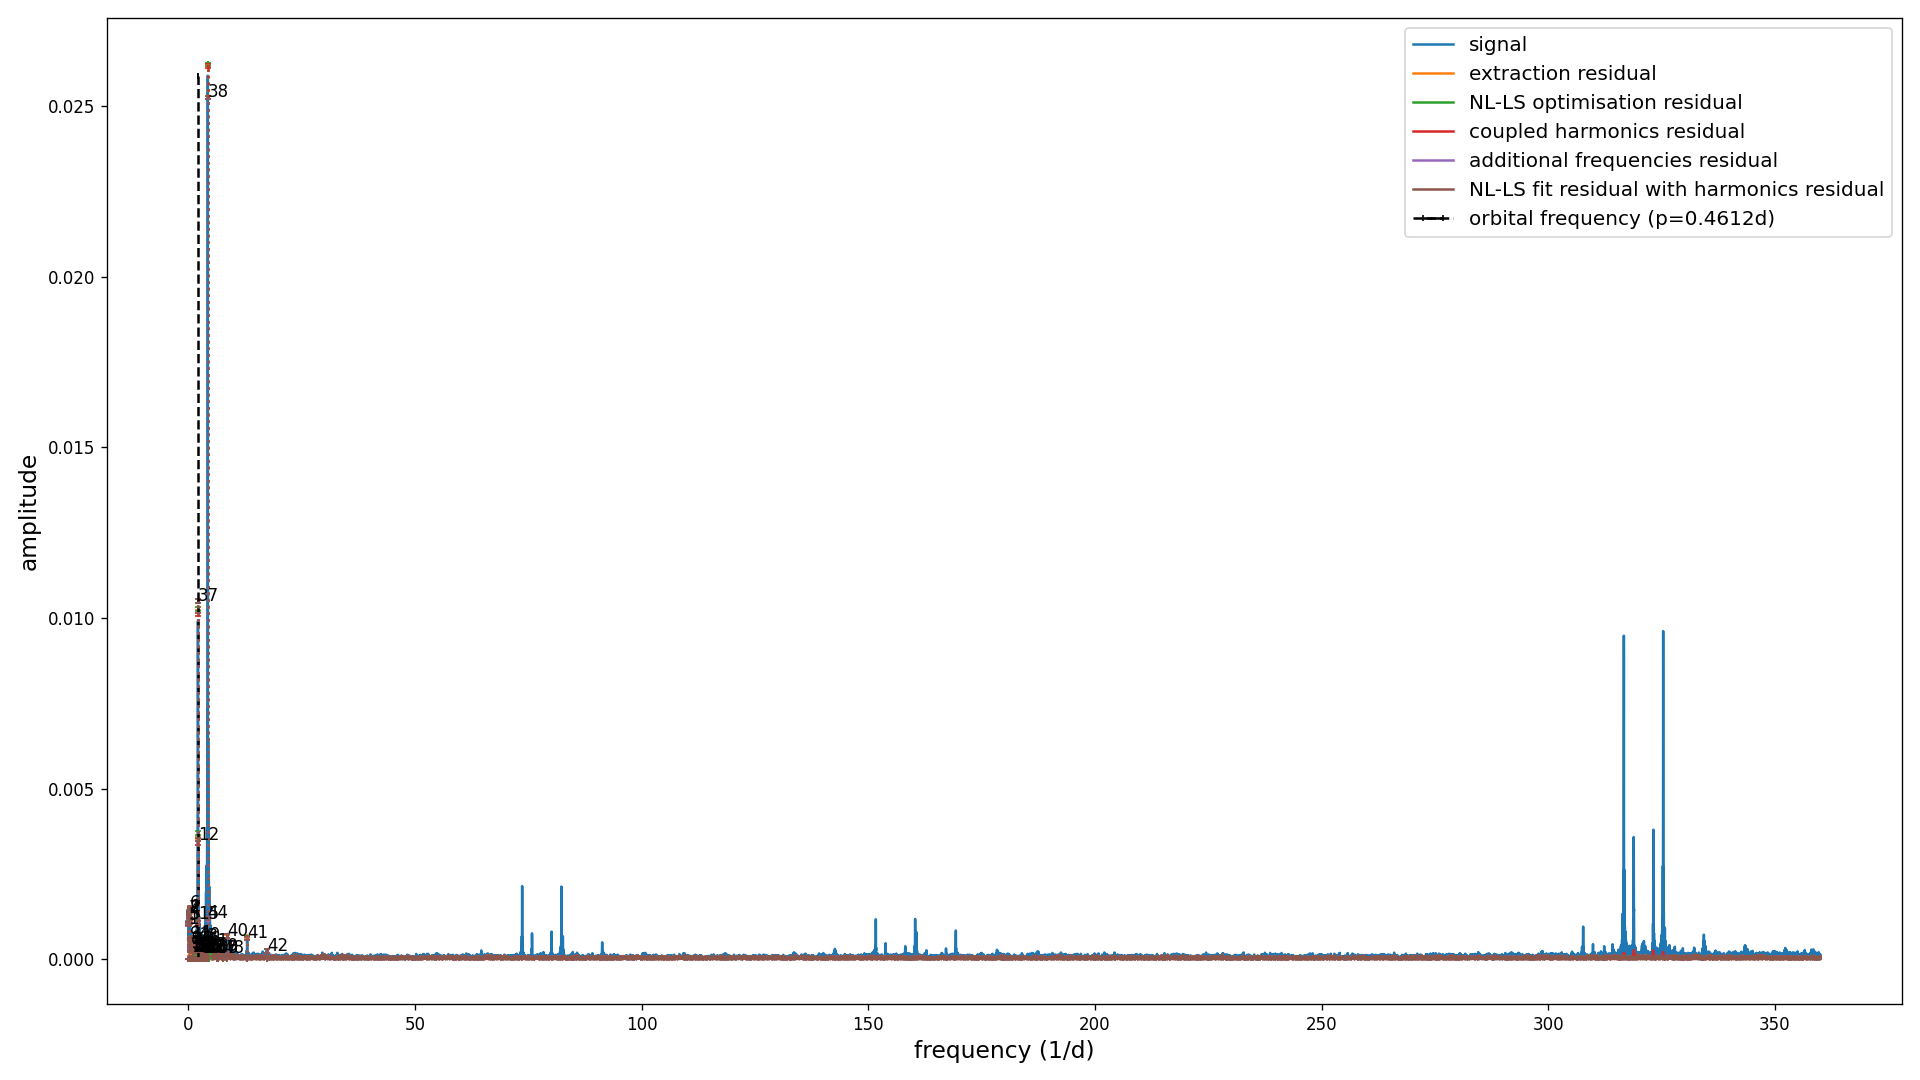 signal
extraction residual
NL-LS optimisation residual
coupled harmonics residual
additional frequencies residual
NL-LS fit residual with harmonics residual
orbital frequency (p=0.4612d)
amplitude
0.025
0.020
0.015
0.010
0.005
0.000
38
37
12
40
41
42
0
50
100
150
200
250
300
350
frequency (1/d)